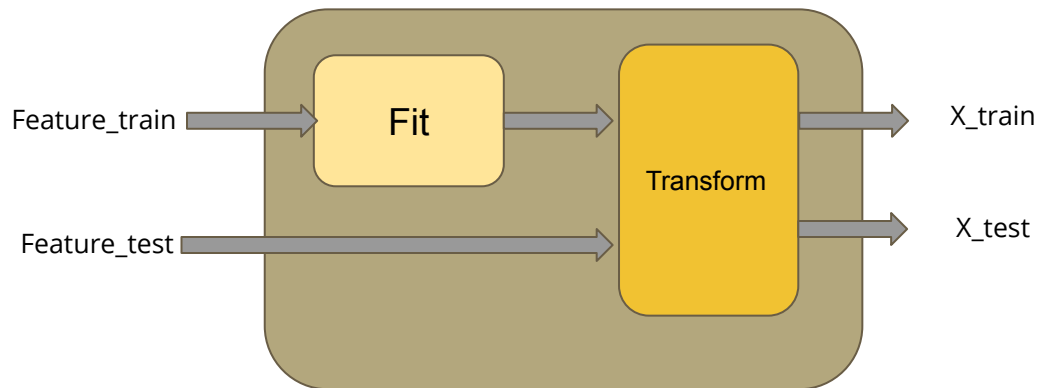 Feature_train
Fit
X_train
Transform
Feature_test
X_test